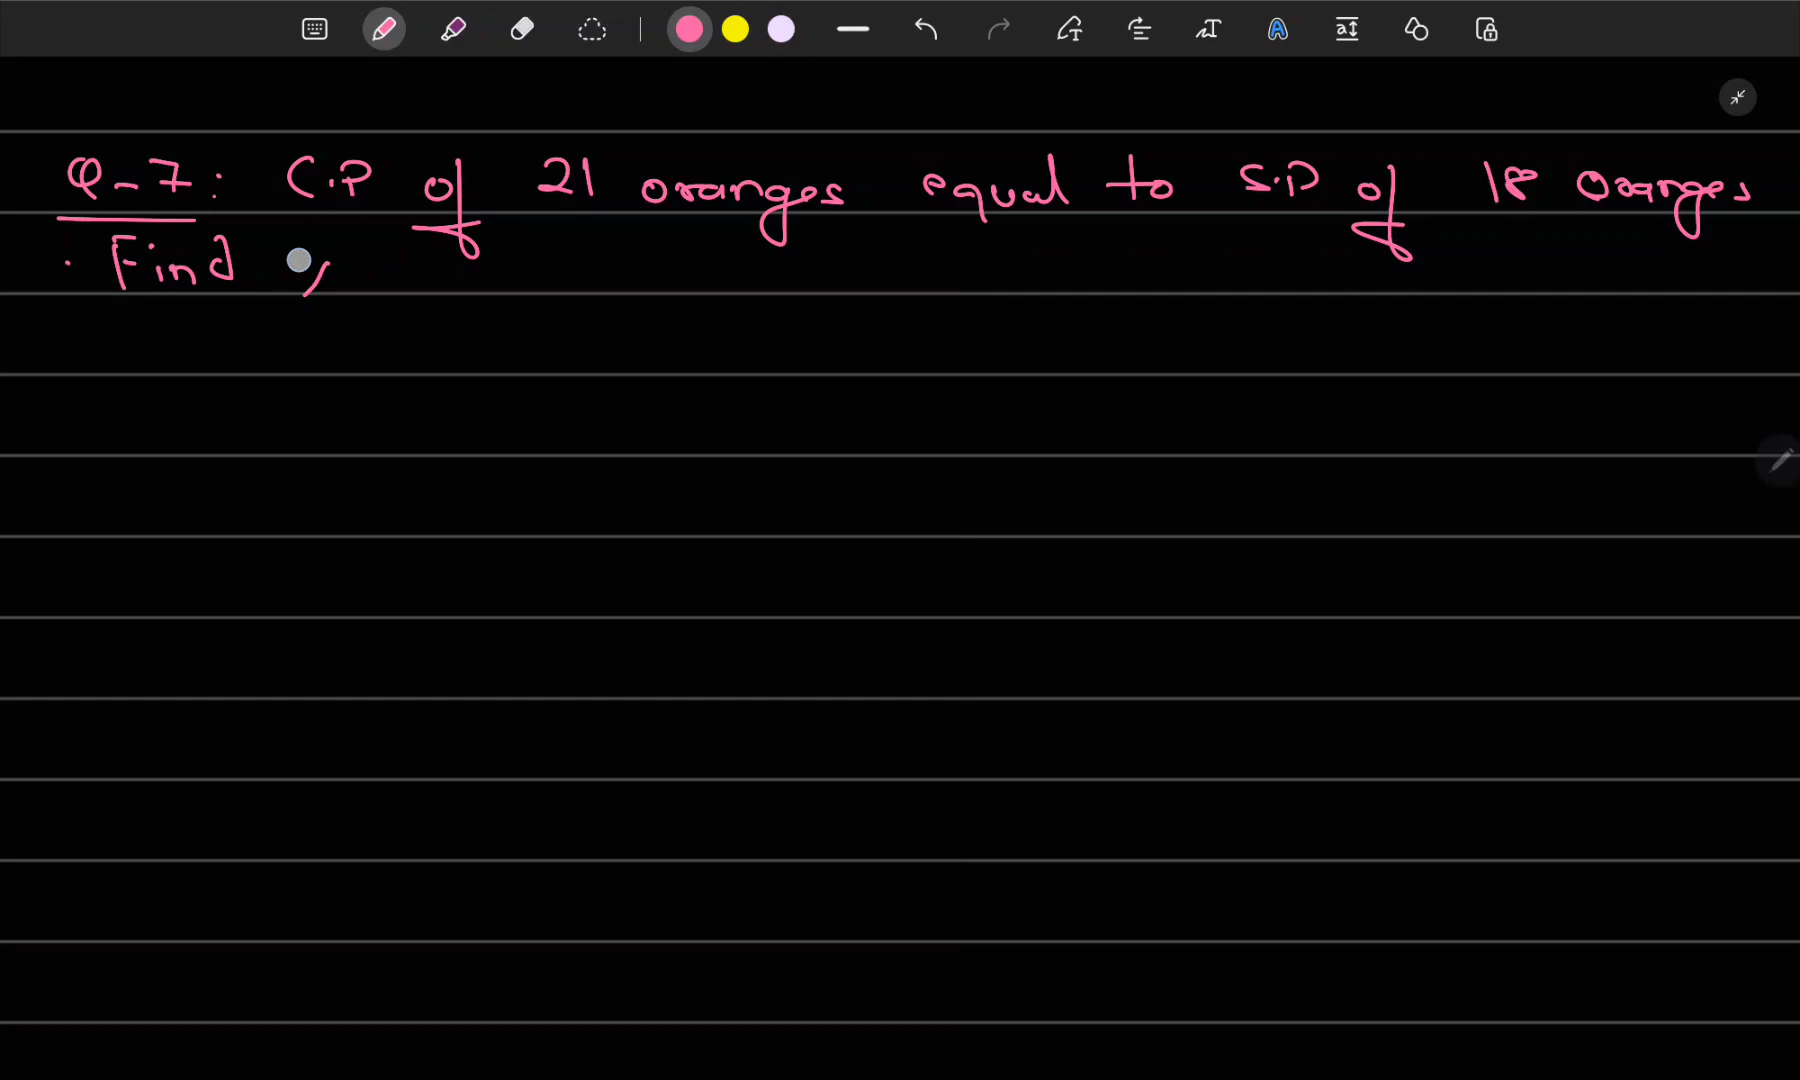 Q-7: C.P of 21 oranges equal to S.P of 18 Oranges
. Find